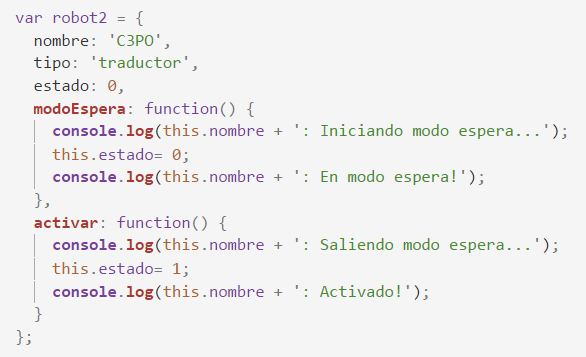 var robot2 = {
  nombre: 'C3PO',
  tipo: 'traductor',
  estado: 0,
  modoEspera: function() {
    console.log(this.nombre + ': Iniciando modo espera...');
    this.estado= 0;
    console.log(this.nombre + ': En modo espera!');
  },
  activar: function() {
    console.log(this.nombre + ': Saliendo modo espera...');
    this.estado= 1;
    console.log(this.nombre + ': Activado!');
  }
};